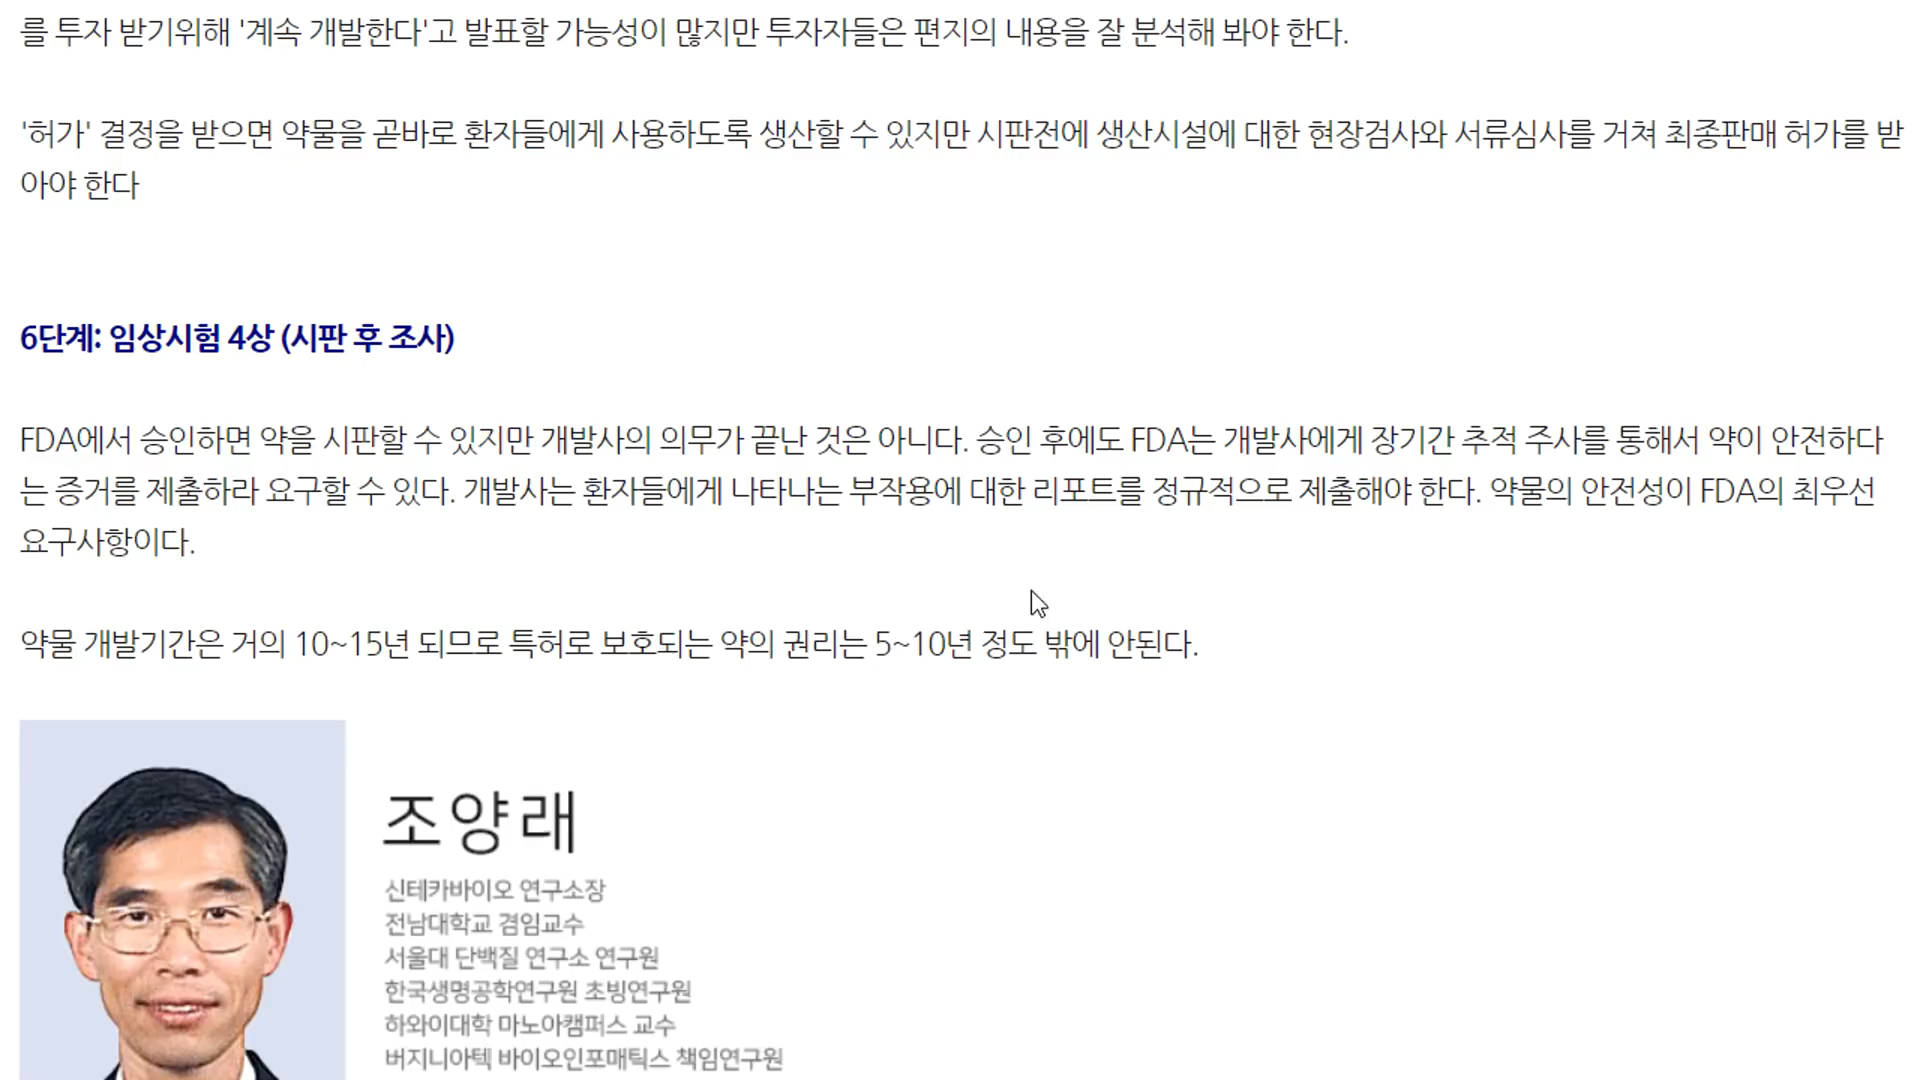 를 투자 받기위해 '계속 개발한다'고 발표할 가능성이 많지만 투자자들은 편지의 내용을 잘 분석해 봐야 한다.
'허가' 결정을 받으면 약물을 곧바로 환자들에게 사용하도록 생산할 수 있지만 시판전에 생산시설에 대한 현장검사와 서류심사를 거쳐 최종판매 허가를 받
아야 한다
6단계: 임상시험 4상 (시판 후 조사)
FDA에서 승인하면 약을 시판할 수 있지만 개발사의 의무가 끝난 것은 아니다. 승인 후에도 FDA는 개발사에게 장기간 추적 주사를 통해서 약이 안전하다
는 증거를 제출하라 요구할 수 있다. 개발사는 환자들에게 나타나는 부작용에 대한 리포트를 정규적으로 제출해야 한다. 약물의 안전성이 FDA의 최우선
요구사항이다.
약물 개발기간은 거의 10~15년 되므로 특허로 보호되는 약의 권리는 5~10년 정도 밖에 안된다.
조양래
신테카바이오 연구소장
전남대학교 겸임교수
서울대 단백질 연구소 연구원
한국생명공학연구원 초빙연구원
하와이대학 마노아캠퍼스 교수
버지니아텍 바이오인포매틱스 책임연구원